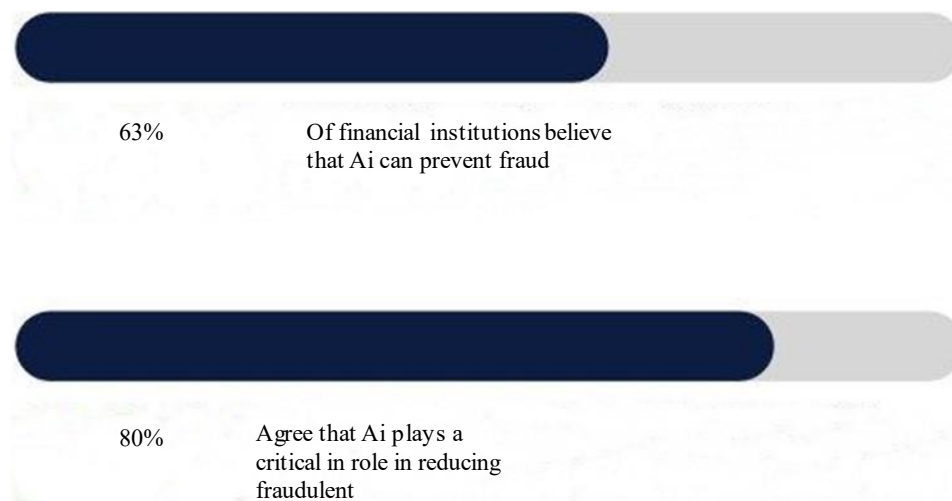 63%
Of financial institutions believe
that Ai can prevent fraud
80%
Agree that Ai plays a
critical in role in reducing
fraudulent